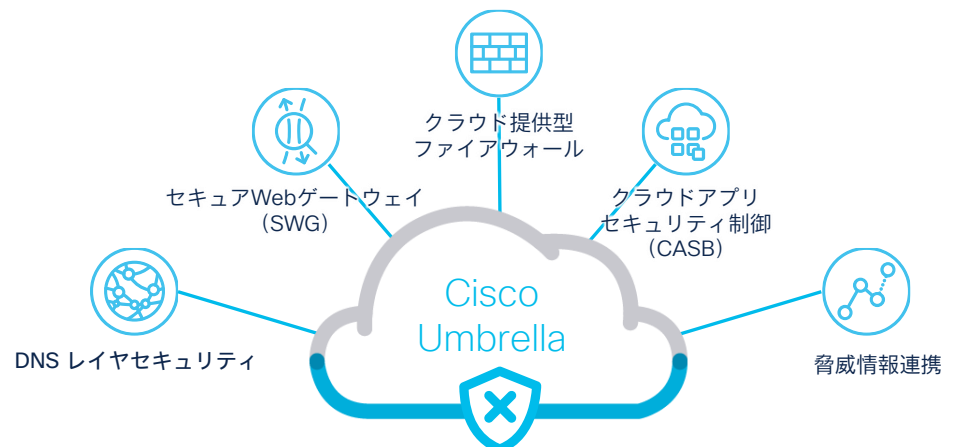 クラウド提供型
ファイアウォール
セキュアWebゲートウェイ
（SWG）
クラウドアプリ
セキュリティ制御
（CASB）
Cisco
Umbrella
DNS レイヤセキュリティ
脅威情報連携